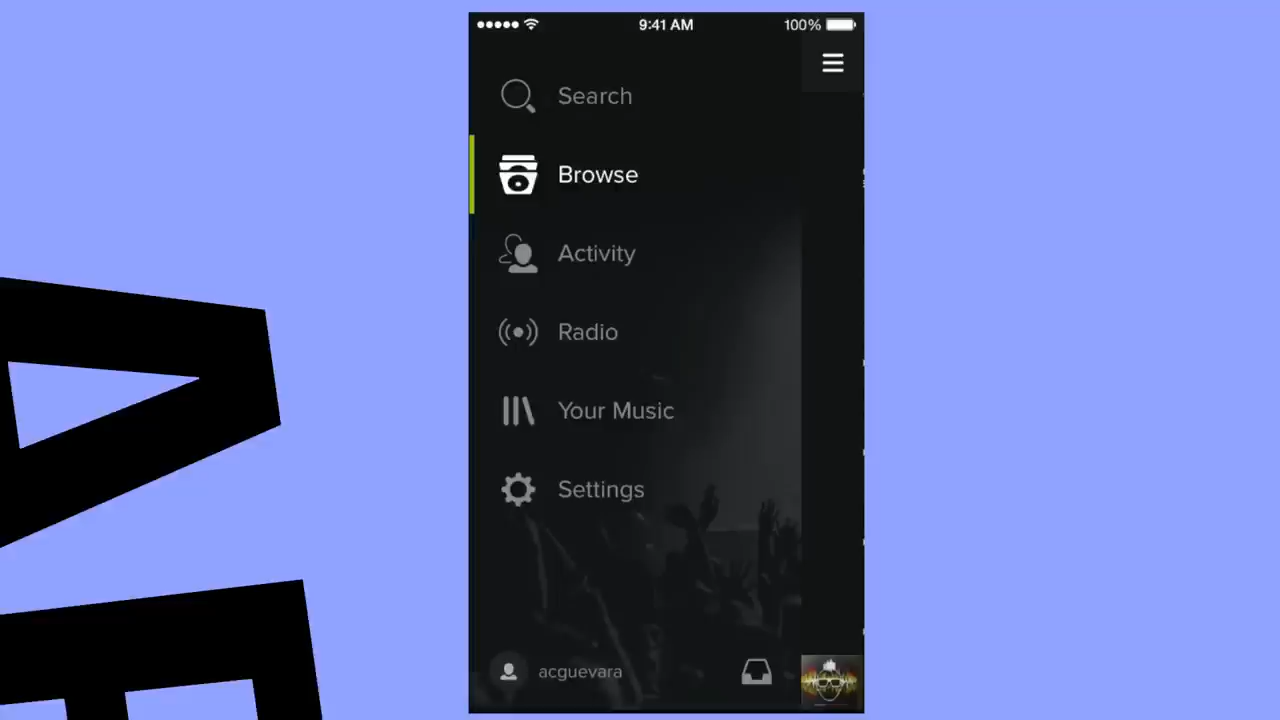 9:41 AM
100%
Search
Browse
Activity
Radio
Your Music
Settings
acguevara